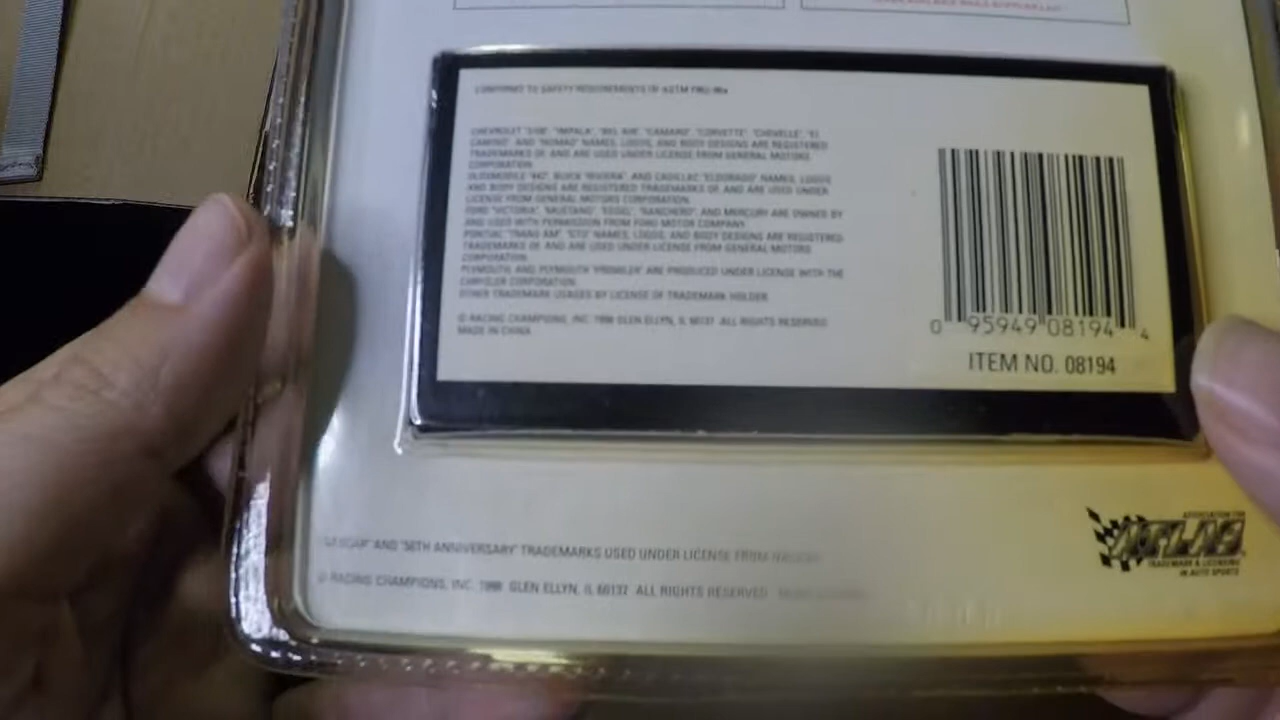 CONFORMS TO SAFETY REQUIREMENTS OF ASTM
CHEVROLET "IMPALA", "BEL AIR", "CAMARO", "CORVETTE", "CHEVELLE", "EL
CAMINO", AND "NOMAD" NAMES, LOGOS, AND BODY DESIGNS ARE REGISTERED
TRADEMARKS OF AND ARE USED UNDER LICENSE FROM GENERAL MOTORS
CORPORATION.
OLDSMOBILE BUICK "RIVIERA", AND CADILLAC "ELDORADO" NAMES, LOGOS
AND BODY DESIGNS ARE REGISTERED TRADEMARKS OF AND ARE USED UNDER
LICENSE FROM GENERAL MOTORS CORPORATION.
FORD "VICTORIA", "MUSTANG", "EDSEL", "RANCHERO", AND MERCURY ARE OWNED BY
AND USED WITH PERMISSION FROM FORD MOTOR COMPANY.
PONTIAC "TRANS AM", "GTO" NAMES, LOGOS, AND BODY DESIGNS ARE REGISTERED
TRADEMARKS OF AND ARE USED UNDER LICENSE FROM GENERAL MOTORS
CORPORATION.
PLYMOUTH AND PLYMOUTH "PROWLER" ARE PRODUCED UNDER LICENSE WITH THE
CHRYSLER CORPORATION.
OTHER TRADEMARK USAGES BY LICENSE OF TRADEMARK HOLDER.
© RACING CHAMPIONS, INC. 1998 GLEN ELLYN, IL 60137 ALL RIGHTS RESERVED.
MADE IN CHINA
0 95949 08194 4
ITEM NO. 08194
AND "50TH ANNIVERSARY" TRADEMARKS USED UNDER LICENSE FROM NASCAR
© RACING CHAMPIONS, INC. 1998 GLEN ELLYN, IL 60137 ALL RIGHTS RESERVED.
ASSOCIATION FOR
ATLAS
TRADEMARK & LICENSING
IN AUTO SPORTS